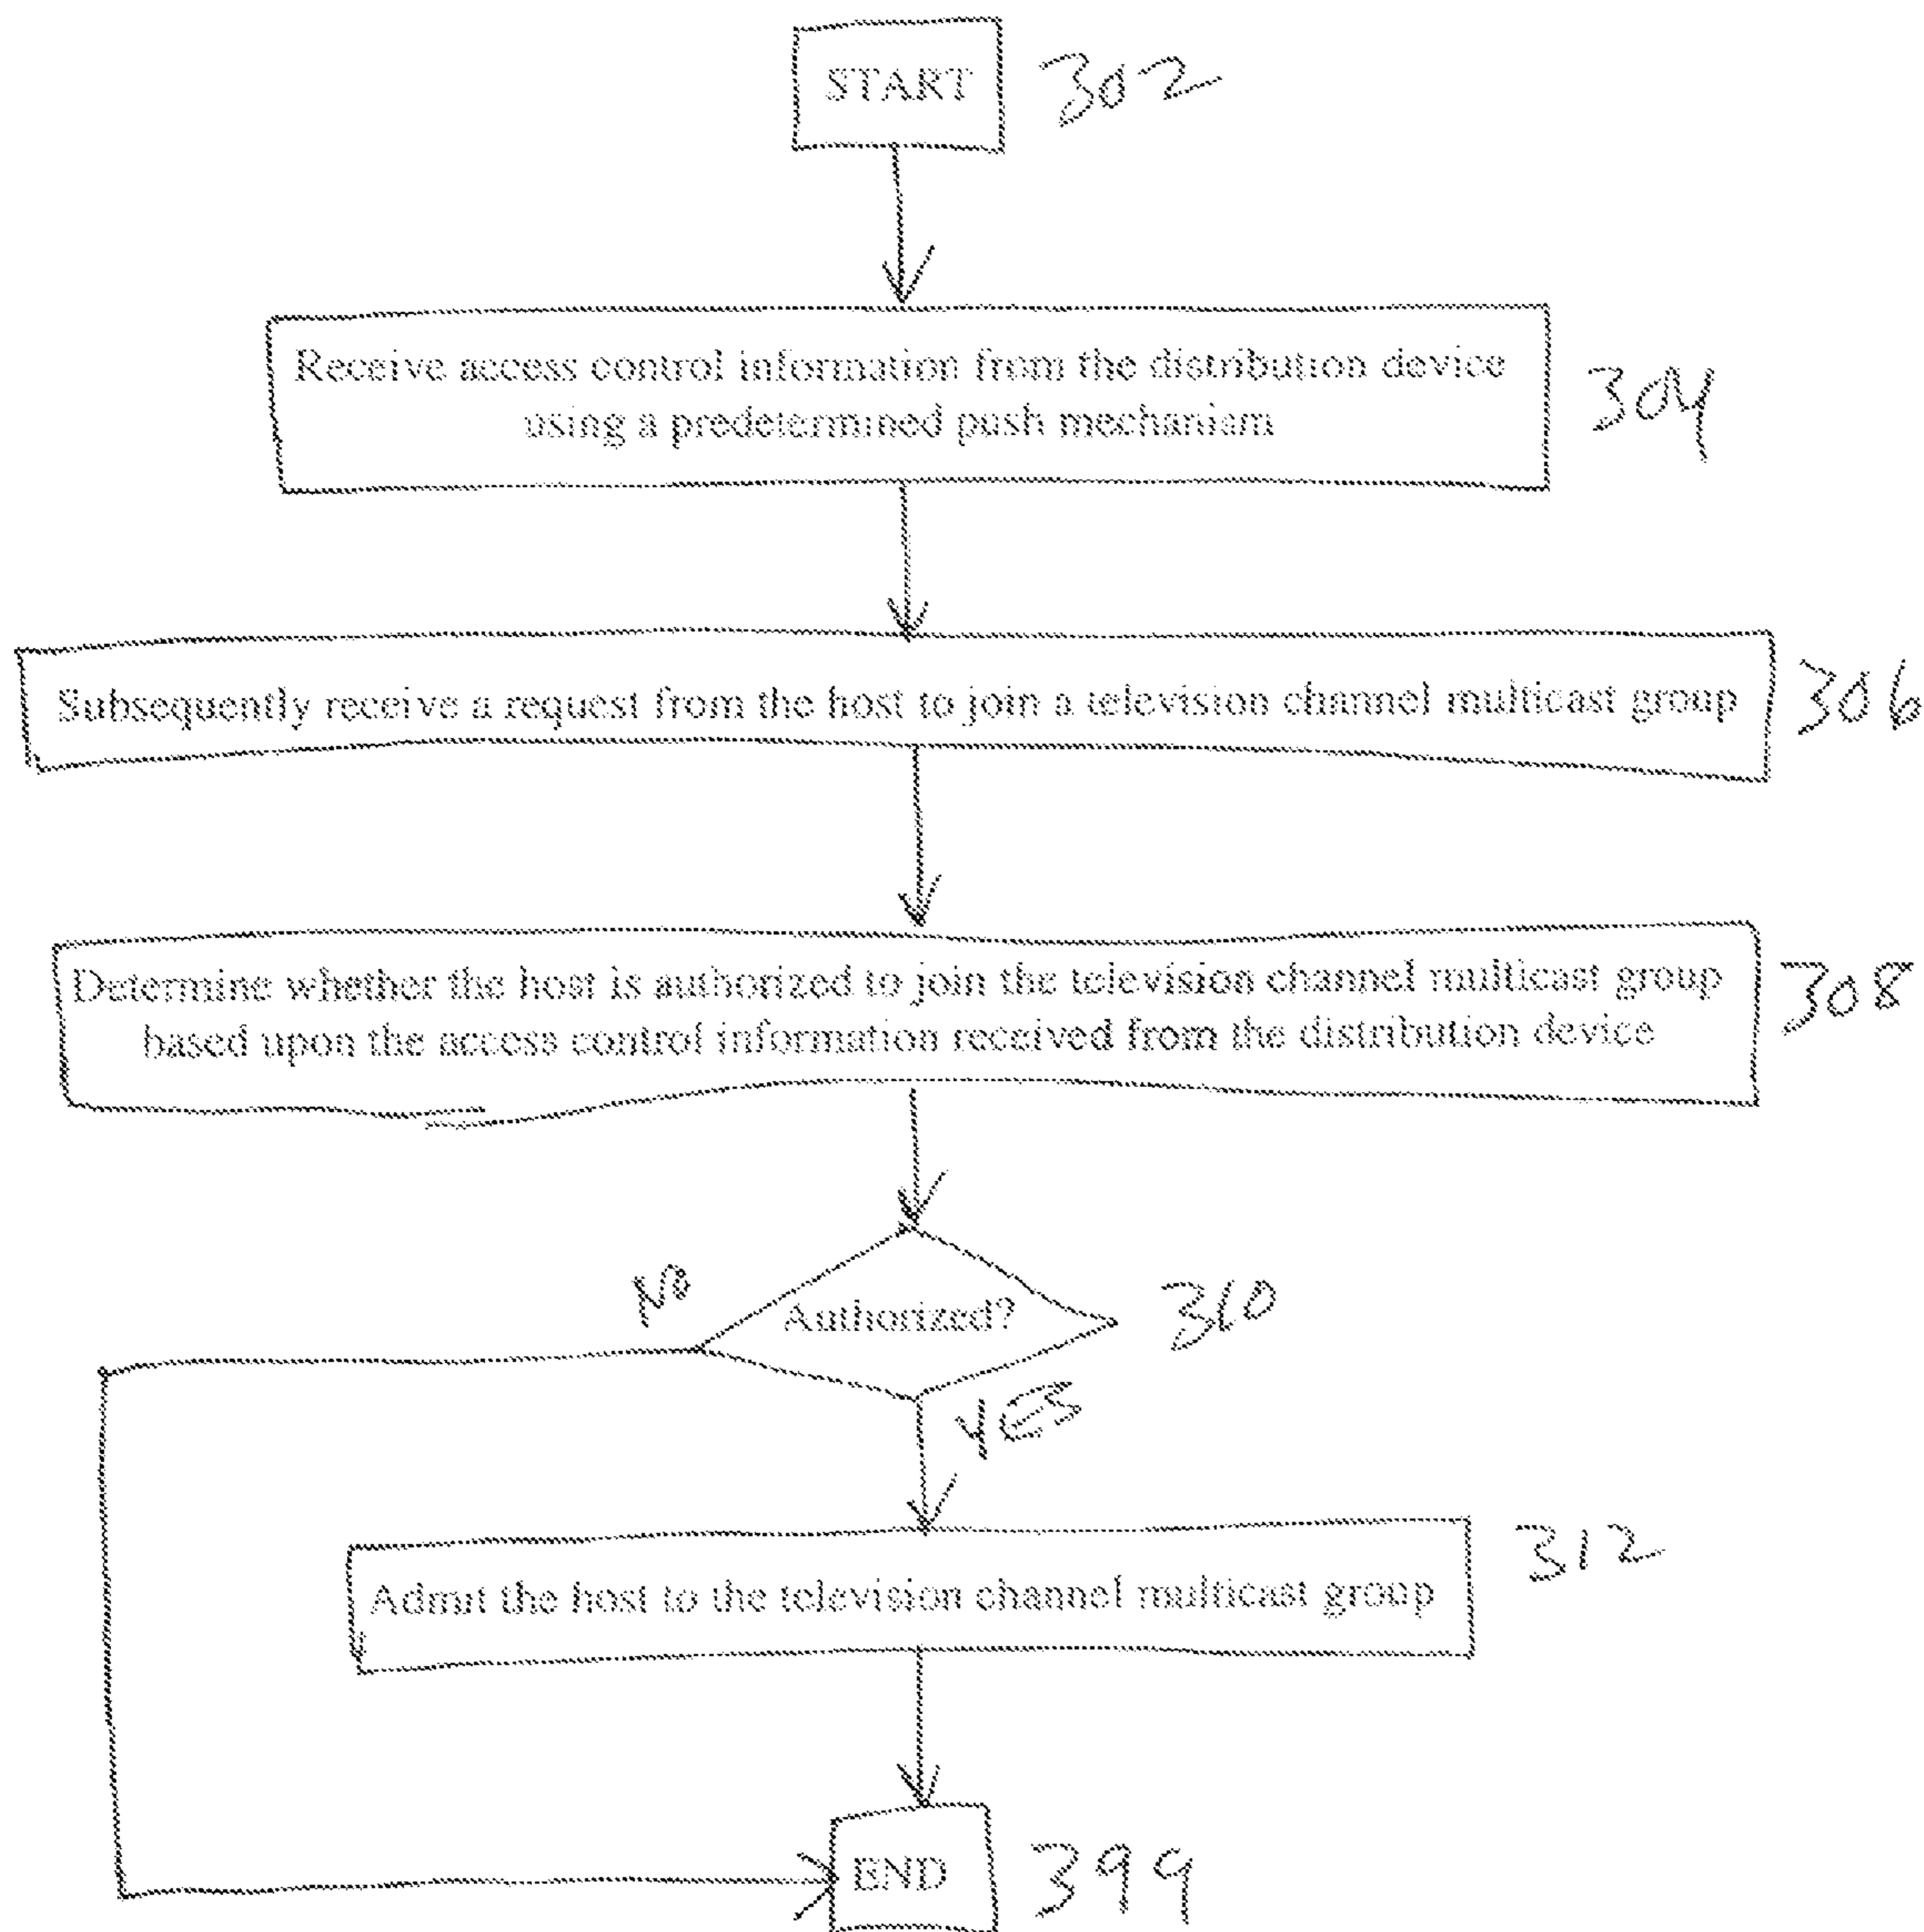 START 302
Receive access control information from the distribution device
using a predetermined push mechanism
304
Subsequently receive a request from the host to join a television channel multicast group 306
Determine whether the host is authorized to join the television channel multicast group
based upon the access control information received from the distribution device
308
NO
Authorized? 310
YES
Admit the host to the television channel multicast group 312
END 399